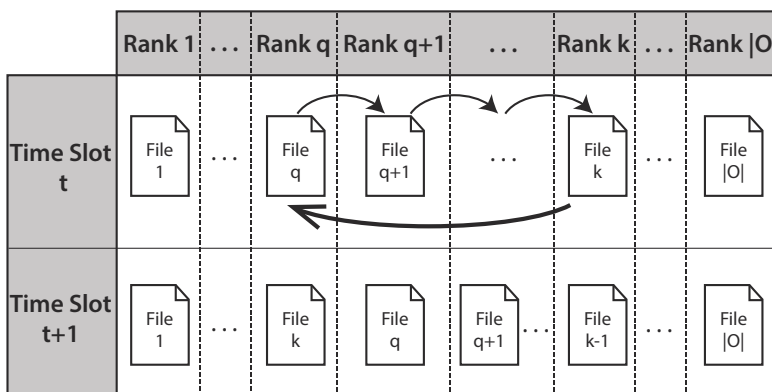 Rank 1 ... Rank q Rank q+1 ... Rank k ... Rank |O
Time Slot
t
File
1
...
File
q
File
q+1
...
File
k
...
File
|O|
Time Slot
t+1
File
1
...
File
k
File
q
File
q+1
...
File
k-1
...
File
|O|